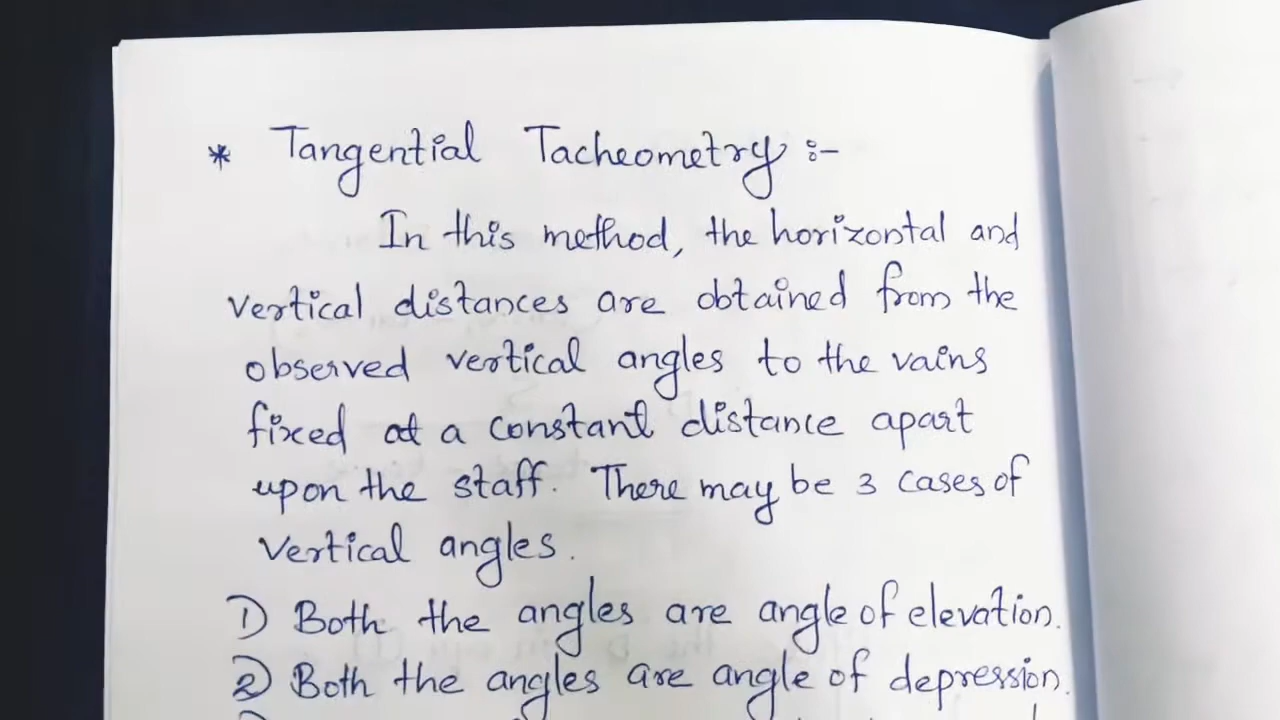 * Tangential Tacheometry :-
In this method, the horizontal and
vertical distances are obtained from the
observed vertical angles to the vains
fixed at a constant distance apart
upon the staff. There may be 3 cases of
vertical angles.
1) Both the angles are angle of elevation.
2) Both the angles are angle of depression.